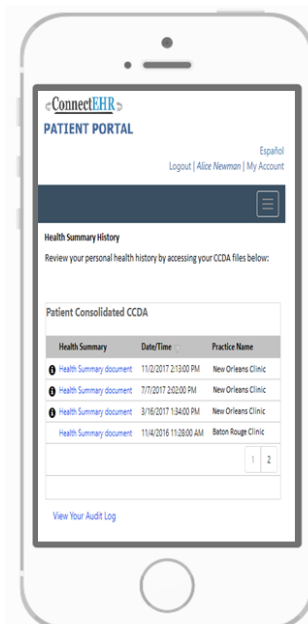 ConnectEHR
PATIENT PORTAL
Español
Logout | Alice Newman | My Account
Health Summary History
Review your personal health history by accessing your CCDA files below:
Patient Consolidated CCDA
Health Summary Date/Time Practice Name
Health Summary document 11/2/2017 2:13:00 PM New Orleans Clinic
Health Summary document 7/7/2017 2:02:00 PM New Orleans Clinic
Health Summary document 3/16/2017 1:34:00 PM New Orleans Clinic
Health Summary document 11/4/2016 11:28:00 AM Baton Rouge Clinic
1 2
View Your Audit Log